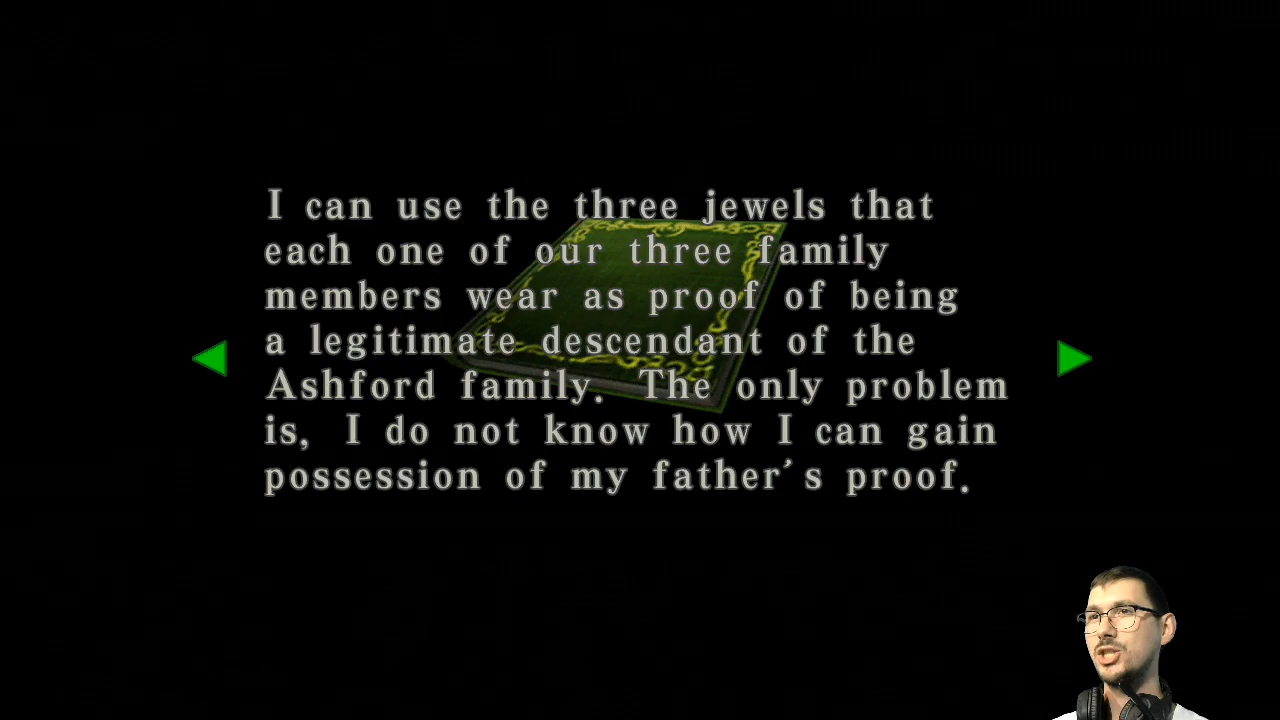 I can use the three jewels that
each one of our three family
members wear as proof of being
a legitimate descendant of the
Ashford family. The only problem
is, I do not know how I can gain
possession of my father's proof.